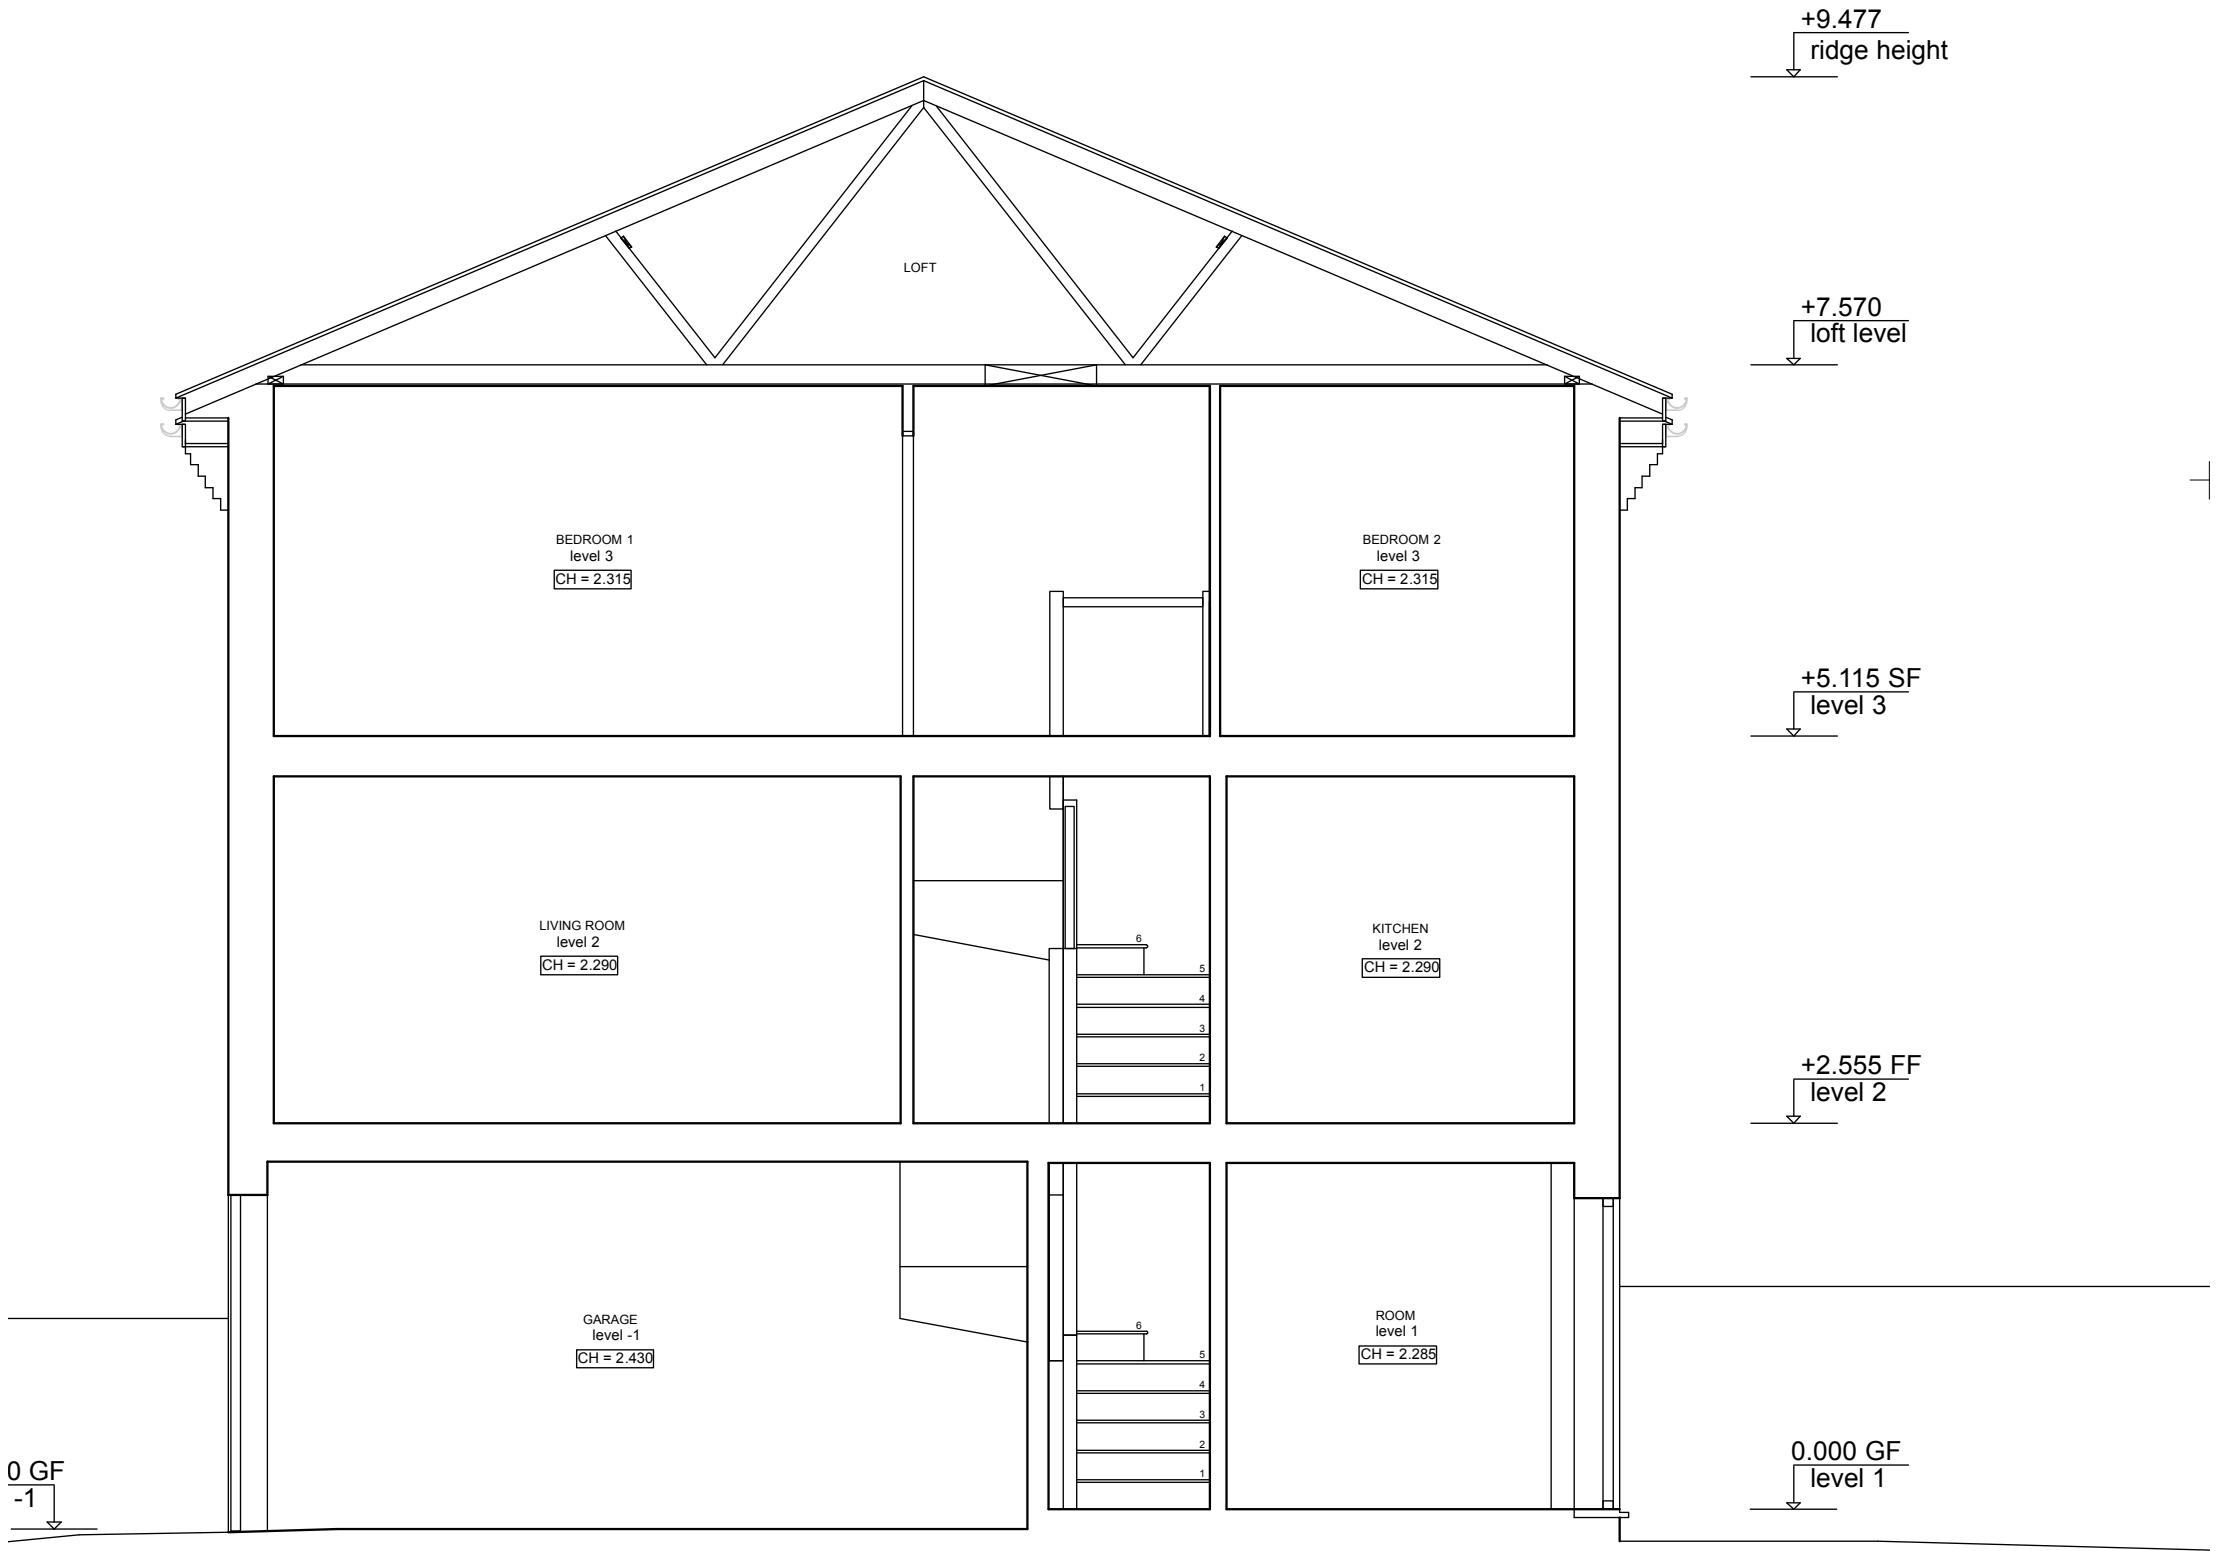 +9.477
ridge height
LOFT
+7.570
loft level
BEDROOM 1
level 3
CH = 2.315
BEDROOM 2
level 3
CH = 2.315
+5.115 SF
level 3
LIVING ROOM
level 2
CH = 2.290
KITCHEN
level 2
CH = 2.290
6
5
4
3
2
1
+2.555 FF
level 2
GARAGE
level -1
CH = 2.430
ROOM
level 1
CH = 2.285
6
5
4
3
2
1
0 GF
-1
0.000 GF
level 1